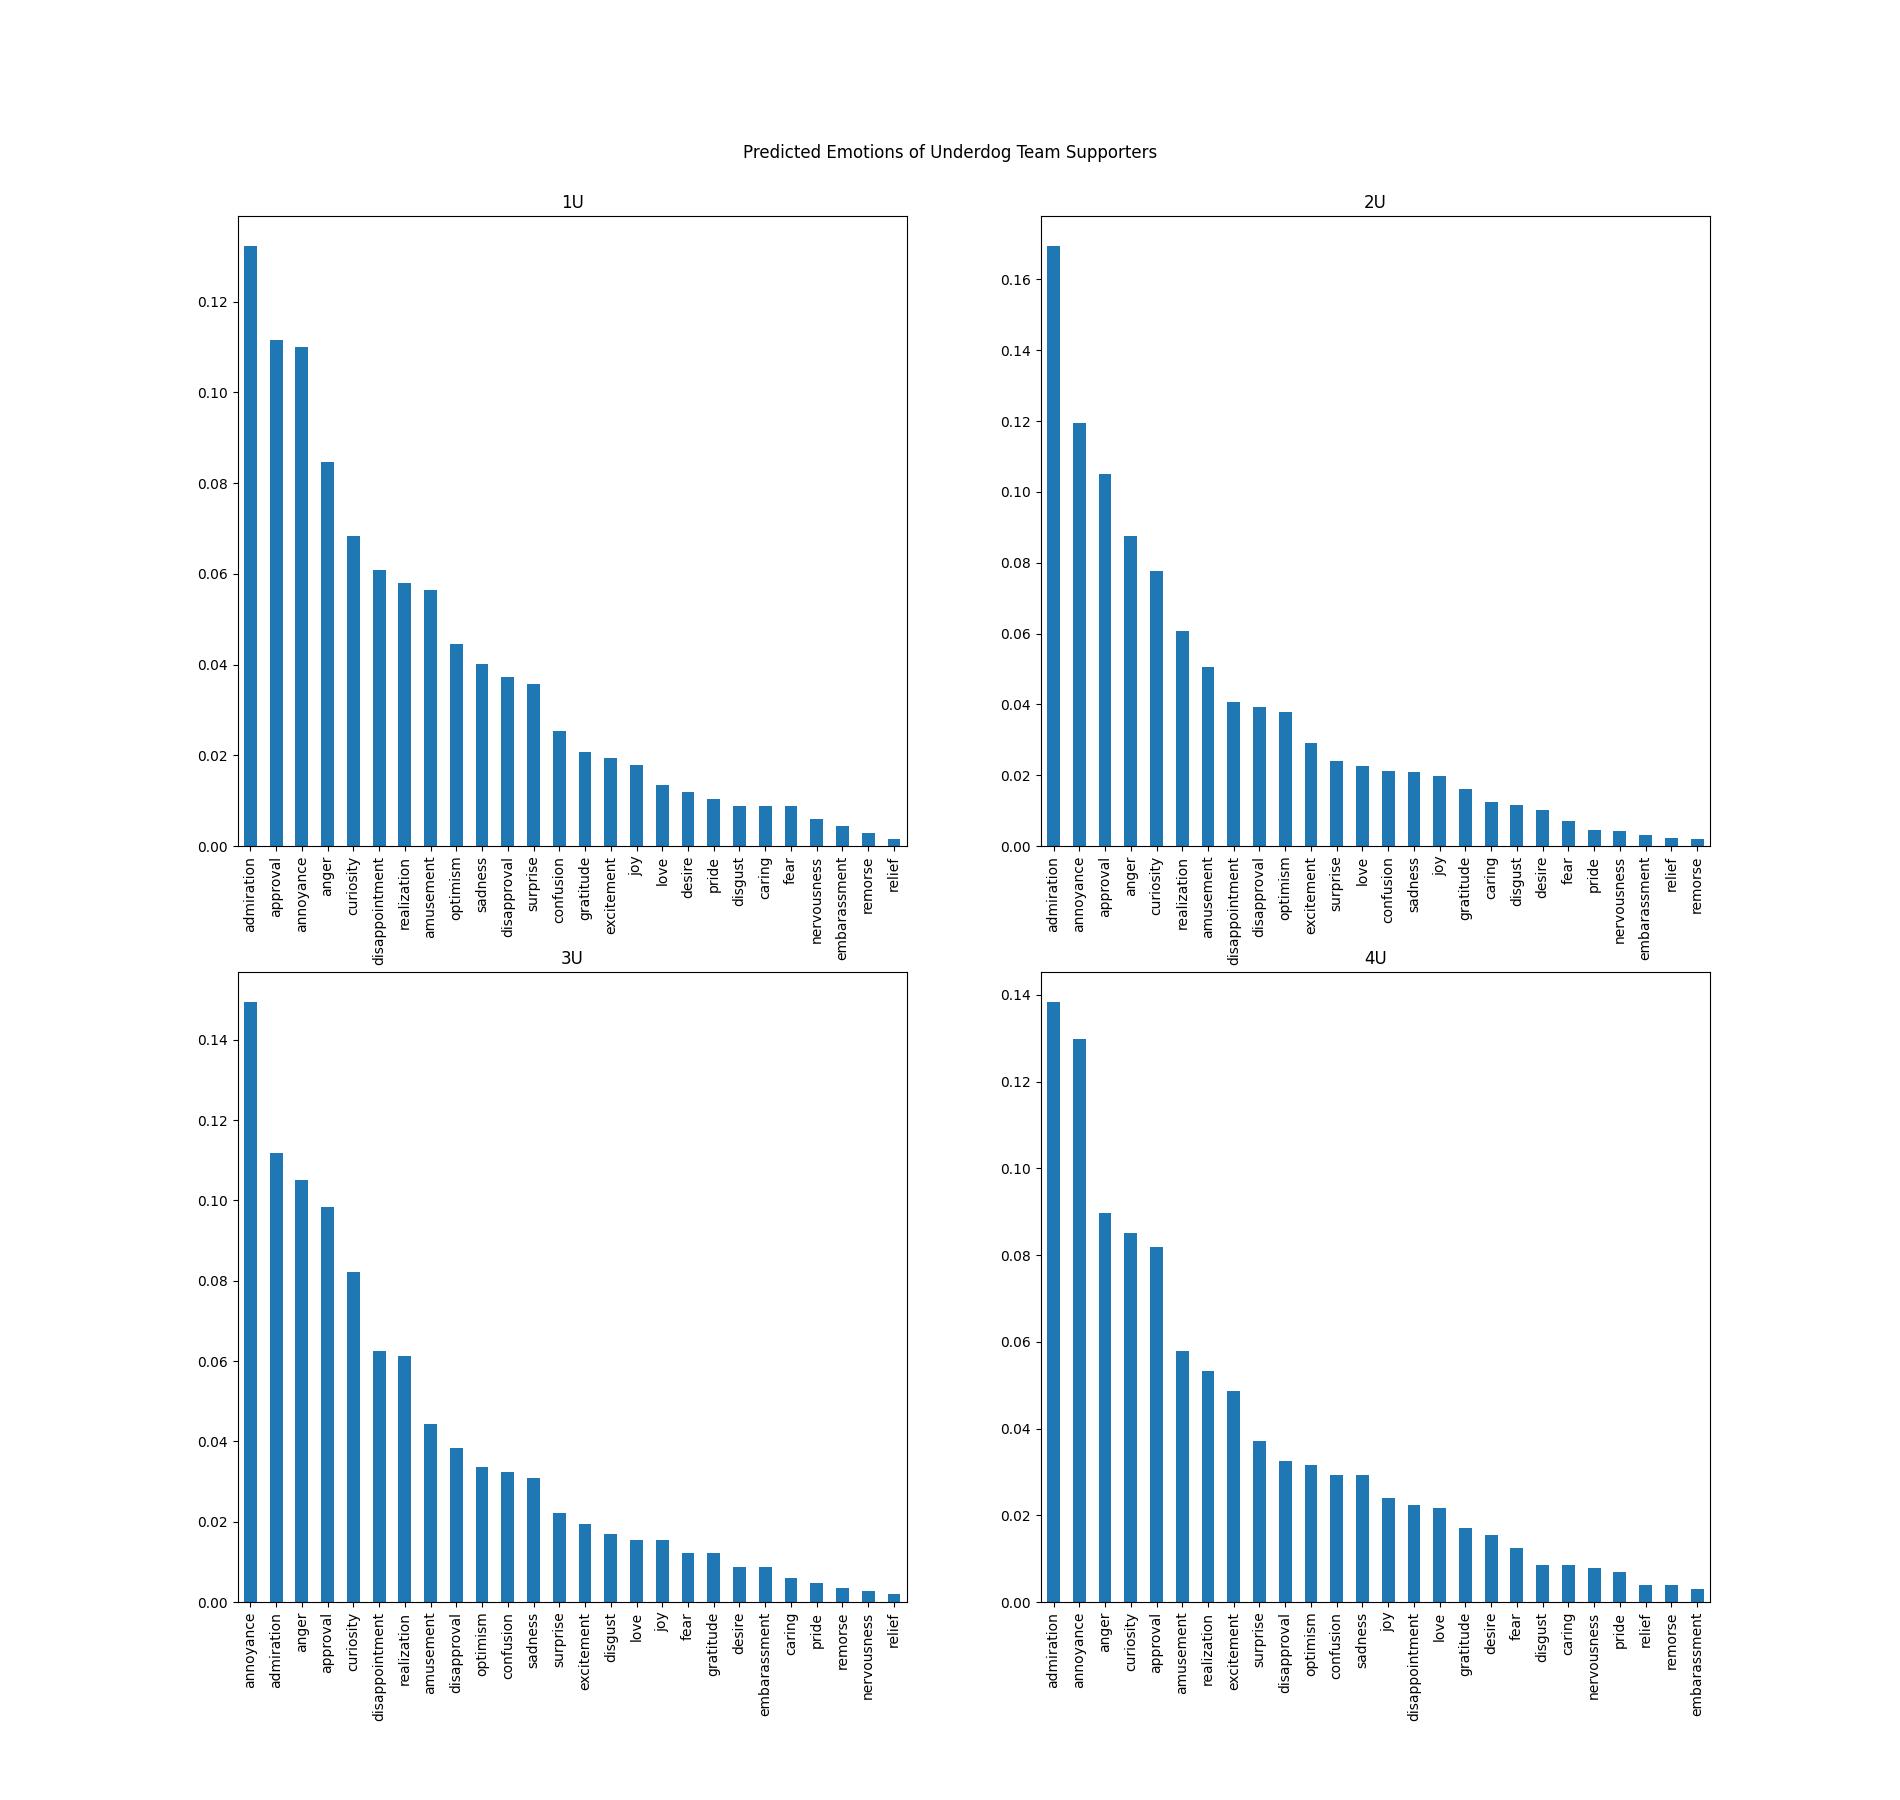 Predicted Emotions of Underdog Team Supporters
1U
0.12
0.10
0.08
0.06
0.04
0.02
0.00
admiration
approval
annoyance
anger
curiosity
disappointment
realization
amusement
optimism
sadness
disapproval
surprise
confusion
gratitude
excitement
joy
love
desire
pride
disgust
caring
fear
nervousness
embarassment
remorse
relief
2U
0.16
0.14
0.12
0.10
0.08
0.06
0.04
0.02
0.00
admiration
annoyance
approval
anger
curiosity
realization
amusement
disappointment
disapproval
optimism
excitement
surprise
love
confusion
sadness
joy
gratitude
caring
disgust
desire
fear
pride
nervousness
embarassment
relief
remorse
3U
0.14
0.12
0.10
0.08
0.06
0.04
0.02
0.00
annoyance
admiration
anger
approval
curiosity
disappointment
realization
amusement
disapproval
optimism
confusion
sadness
surprise
excitement
disgust
love
joy
fear
gratitude
desire
embarassment
caring
pride
remorse
nervousness
relief
4U
0.14
0.12
0.10
0.08
0.06
0.04
0.02
0.00
admiration
annoyance
anger
curiosity
approval
amusement
realization
excitement
surprise
disapproval
optimism
confusion
sadness
joy
disappointment
love
gratitude
desire
fear
disgust
caring
nervousness
pride
relief
remorse
embarassment